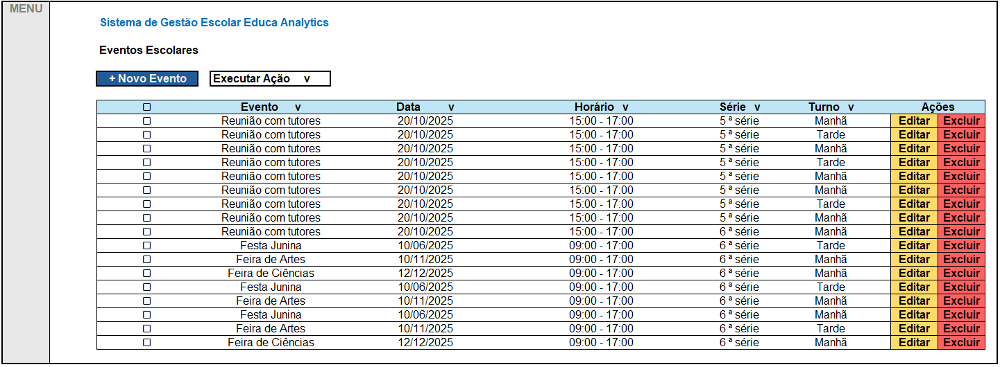 MENU
Sistema de Gestão Escolar Educa Analytics
Eventos Escolares
+ Novo Evento Executar Ação v
Evento v Data v Horário v Série v Turno v Ações
Reunião com tutores 20/10/2025 15:00 - 17:00 5 ª série Manhã Editar Excluir
Reunião com tutores 20/10/2025 15:00 - 17:00 5 ª série Tarde Editar Excluir
Reunião com tutores 20/10/2025 15:00 - 17:00 5 ª série Manhã Editar Excluir
Reunião com tutores 20/10/2025 15:00 - 17:00 5 ª série Tarde Editar Excluir
Reunião com tutores 20/10/2025 15:00 - 17:00 5 ª série Manhã Editar Excluir
Reunião com tutores 20/10/2025 15:00 - 17:00 5 ª série Manhã Editar Excluir
Reunião com tutores 20/10/2025 15:00 - 17:00 5 ª série Tarde Editar Excluir
Reunião com tutores 20/10/2025 15:00 - 17:00 5 ª série Manhã Editar Excluir
Reunião com tutores 20/10/2025 15:00 - 17:00 6 ª série Manhã Editar Excluir
Festa Junina 10/06/2025 09:00 - 17:00 6 ª série Tarde Editar Excluir
Feira de Artes 10/11/2025 09:00 - 17:00 6 ª série Manhã Editar Excluir
Feira de Ciências 12/12/2025 09:00 - 17:00 6 ª série Manhã Editar Excluir
Festa Junina 10/06/2025 09:00 - 17:00 6 ª série Tarde Editar Excluir
Feira de Artes 10/11/2025 09:00 - 17:00 6 ª série Manhã Editar Excluir
Festa Junina 10/06/2025 09:00 - 17:00 6 ª série Manhã Editar Excluir
Feira de Artes 10/11/2025 09:00 - 17:00 6 ª série Tarde Editar Excluir
Feira de Ciências 12/12/2025 09:00 - 17:00 6 ª série Manhã Editar Excluir